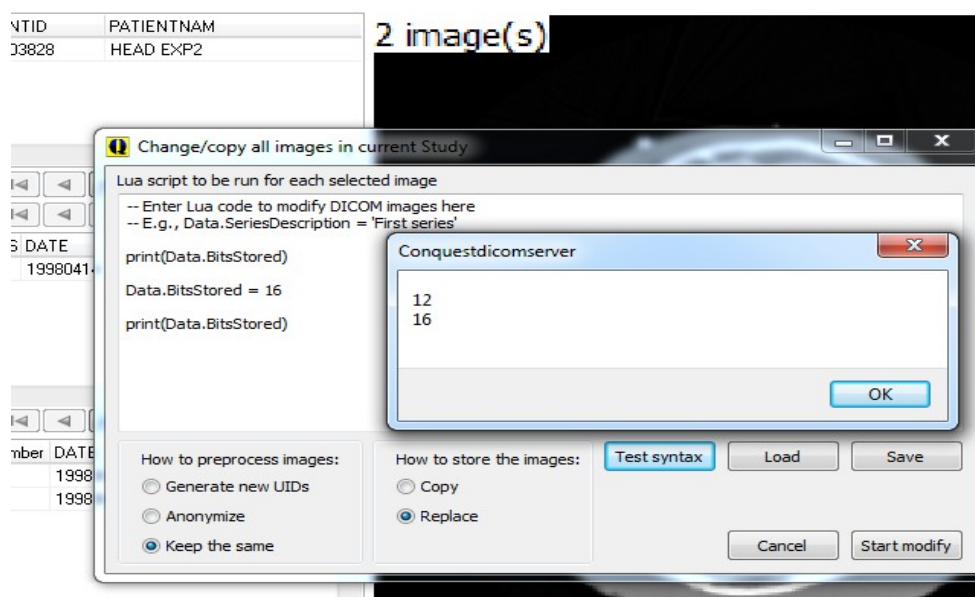 NTID PATIENTNAM
03828 HEAD EXP2
2 image(s)
Change/copy all images in current Study
Lua script to be run for each selected image
-- Enter Lua code to modify DICOM images here
-- E.g., Data.SeriesDescription = 'First series'
print(Data.BitsStored)
Data.BitsStored = 16
print(Data.BitsStored)
S DATE
19980414
Conquestdicomserver
12
16
OK
mber DATE
1998
1998
How to preprocess images:
Generate new UIDs
Anonymize
Keep the same
How to store the images:
Copy
Replace
Test syntax Load Save
Cancel Start modify